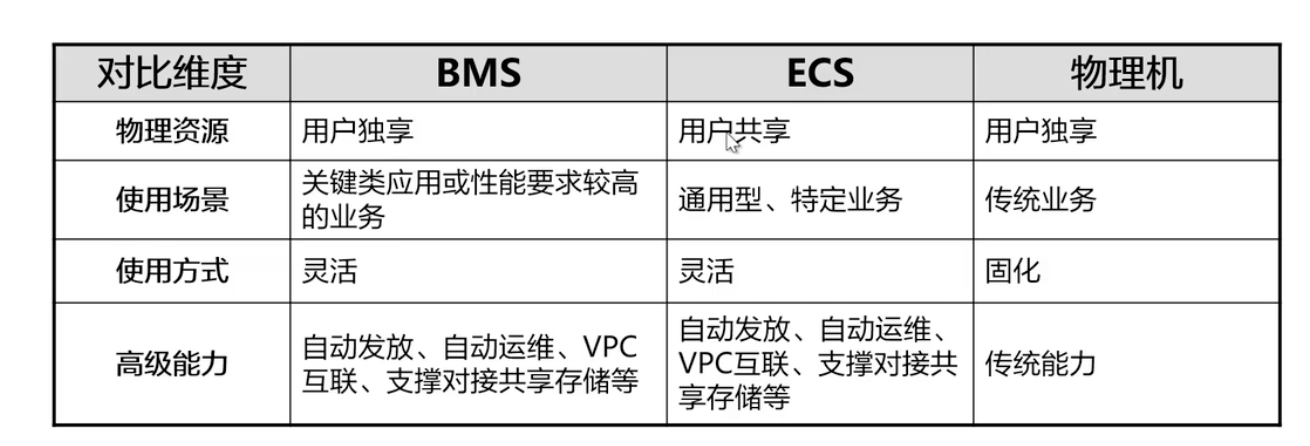 对比维度 BMS ECS 物理机
物理资源 用户独享 用户共享 用户独享
使用场景 关键类应用或性能要求较高
的业务 通用型、特定业务 传统业务
使用方式 灵活 灵活 固化
高级能力 自动发放、自动运维、VPC
互联、支撑对接共享存储等 自动发放、自动运维、
VPC互联、支撑对接共
享存储等 传统能力